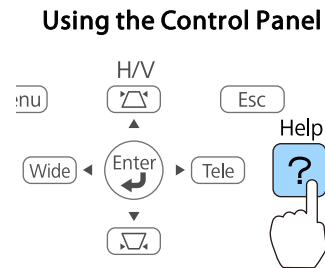 Using the Control Panel
H/V
enu
Esc
Help
?
Wide
Enter
Tele